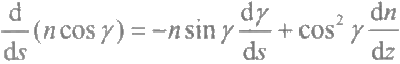 d/ds (n cos γ) = −n sin γ dγ/ds + cos² γ dn/dz